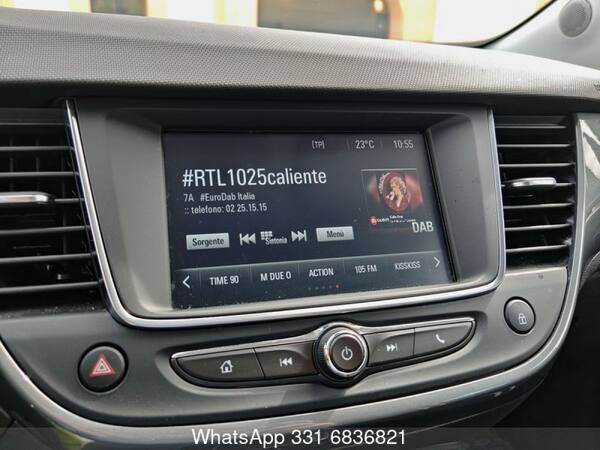 [TP] 23°C 10:55
#RTL1025caliente
7A #EuroDab Italia
:: telefono: 02 25.15.15
DAB
Sorgente Sintonia Menù
TIME 90 M DUE O ACTION 105 FM KISSKISS
WhatsApp 331 6836821